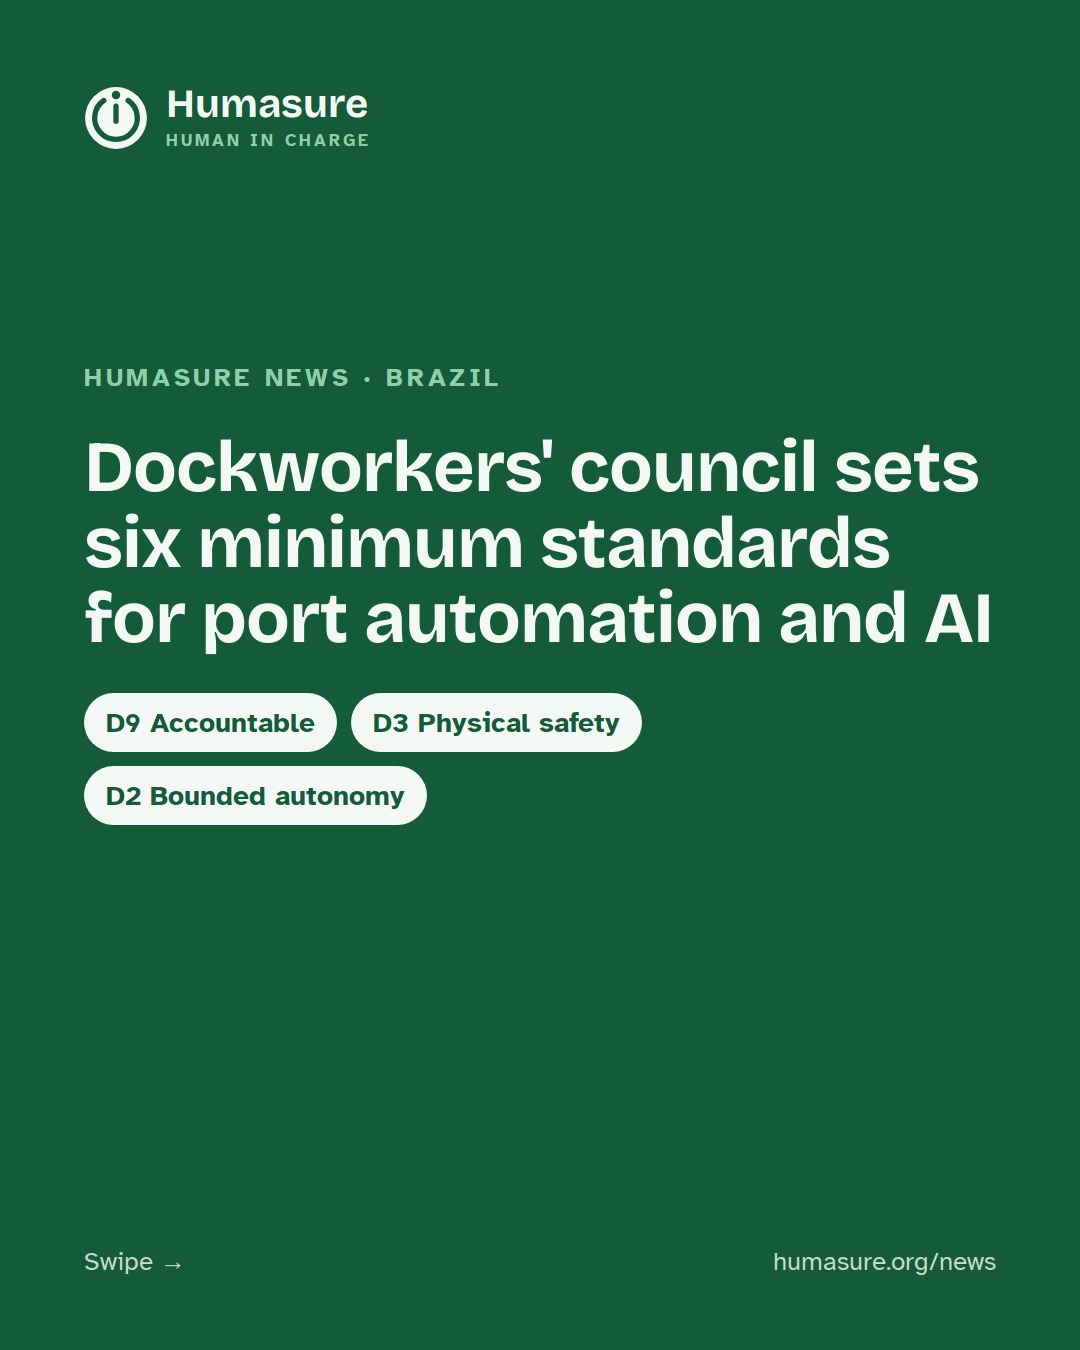 Humasure
HUMAN IN CHARGE
HUMASURE NEWS · BRAZIL
Dockworkers' council sets
six minimum standards
for port automation and AI
D9 Accountable
D3 Physical safety
D2 Bounded autonomy
Swipe →
humasure.org/news